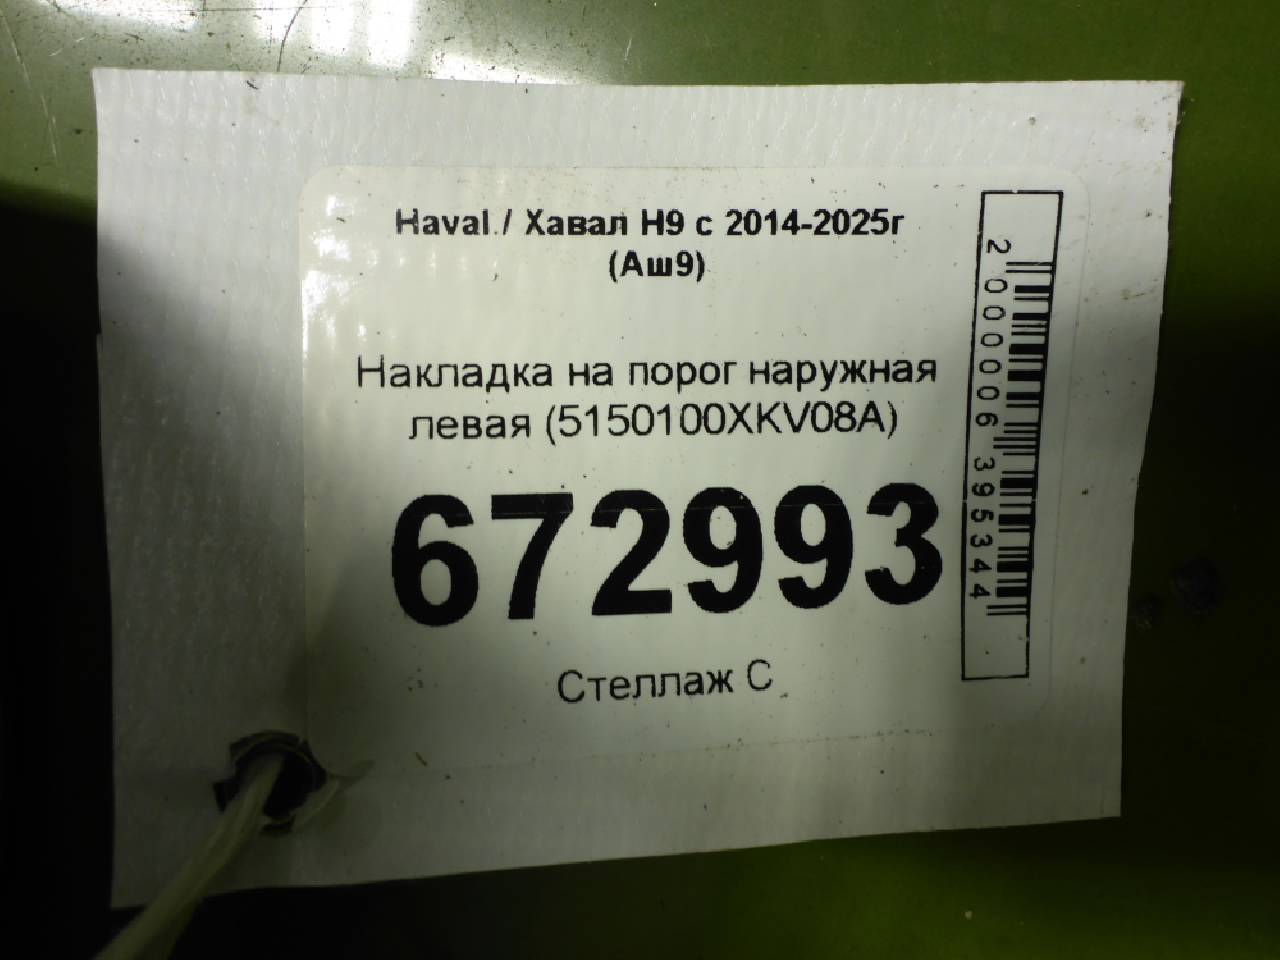 Haval / Хавал H9 с 2014-2025г
(Аш9)
Накладка на порог наружная
левая (5150100XKV08A)
672993
Стеллаж С
2000006395344